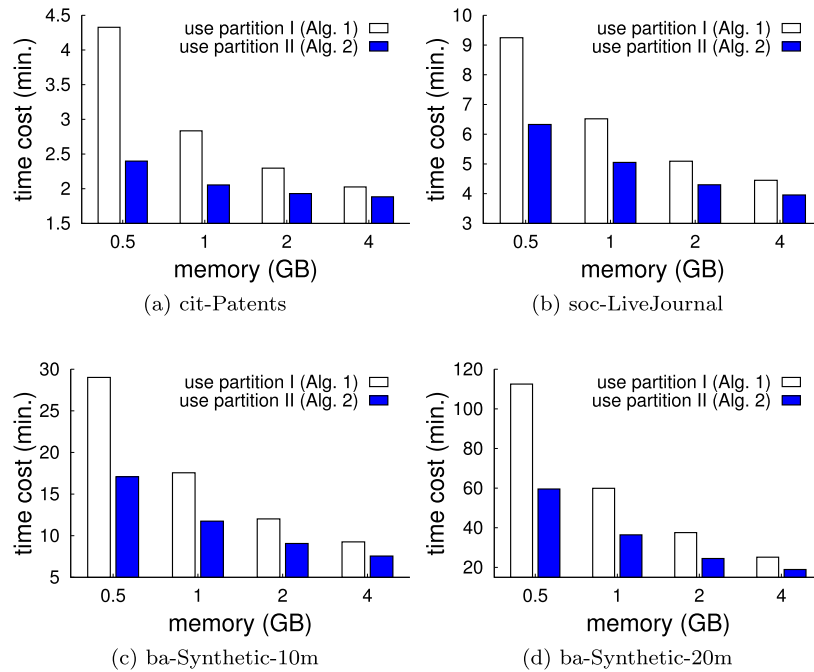 use partition I (Alg. 1)
use partition II (Alg. 2)
time cost (min.)
4.5
4
3.5
3
2.5
2
1.5
0.5 1 2 4
memory (GB)
(a) cit-Patents
use partition I (Alg. 1)
use partition II (Alg. 2)
time cost (min.)
10
9
8
7
6
5
4
3
0.5 1 2 4
memory (GB)
(b) soc-LiveJournal
use partition I (Alg. 1)
use partition II (Alg. 2)
time cost (min.)
30
25
20
15
10
5
0.5 1 2 4
memory (GB)
(c) ba-Synthetic-10m
use partition I (Alg. 1)
use partition II (Alg. 2)
time cost (min.)
120
100
80
60
40
20
0.5 1 2 4
memory (GB)
(d) ba-Synthetic-20m